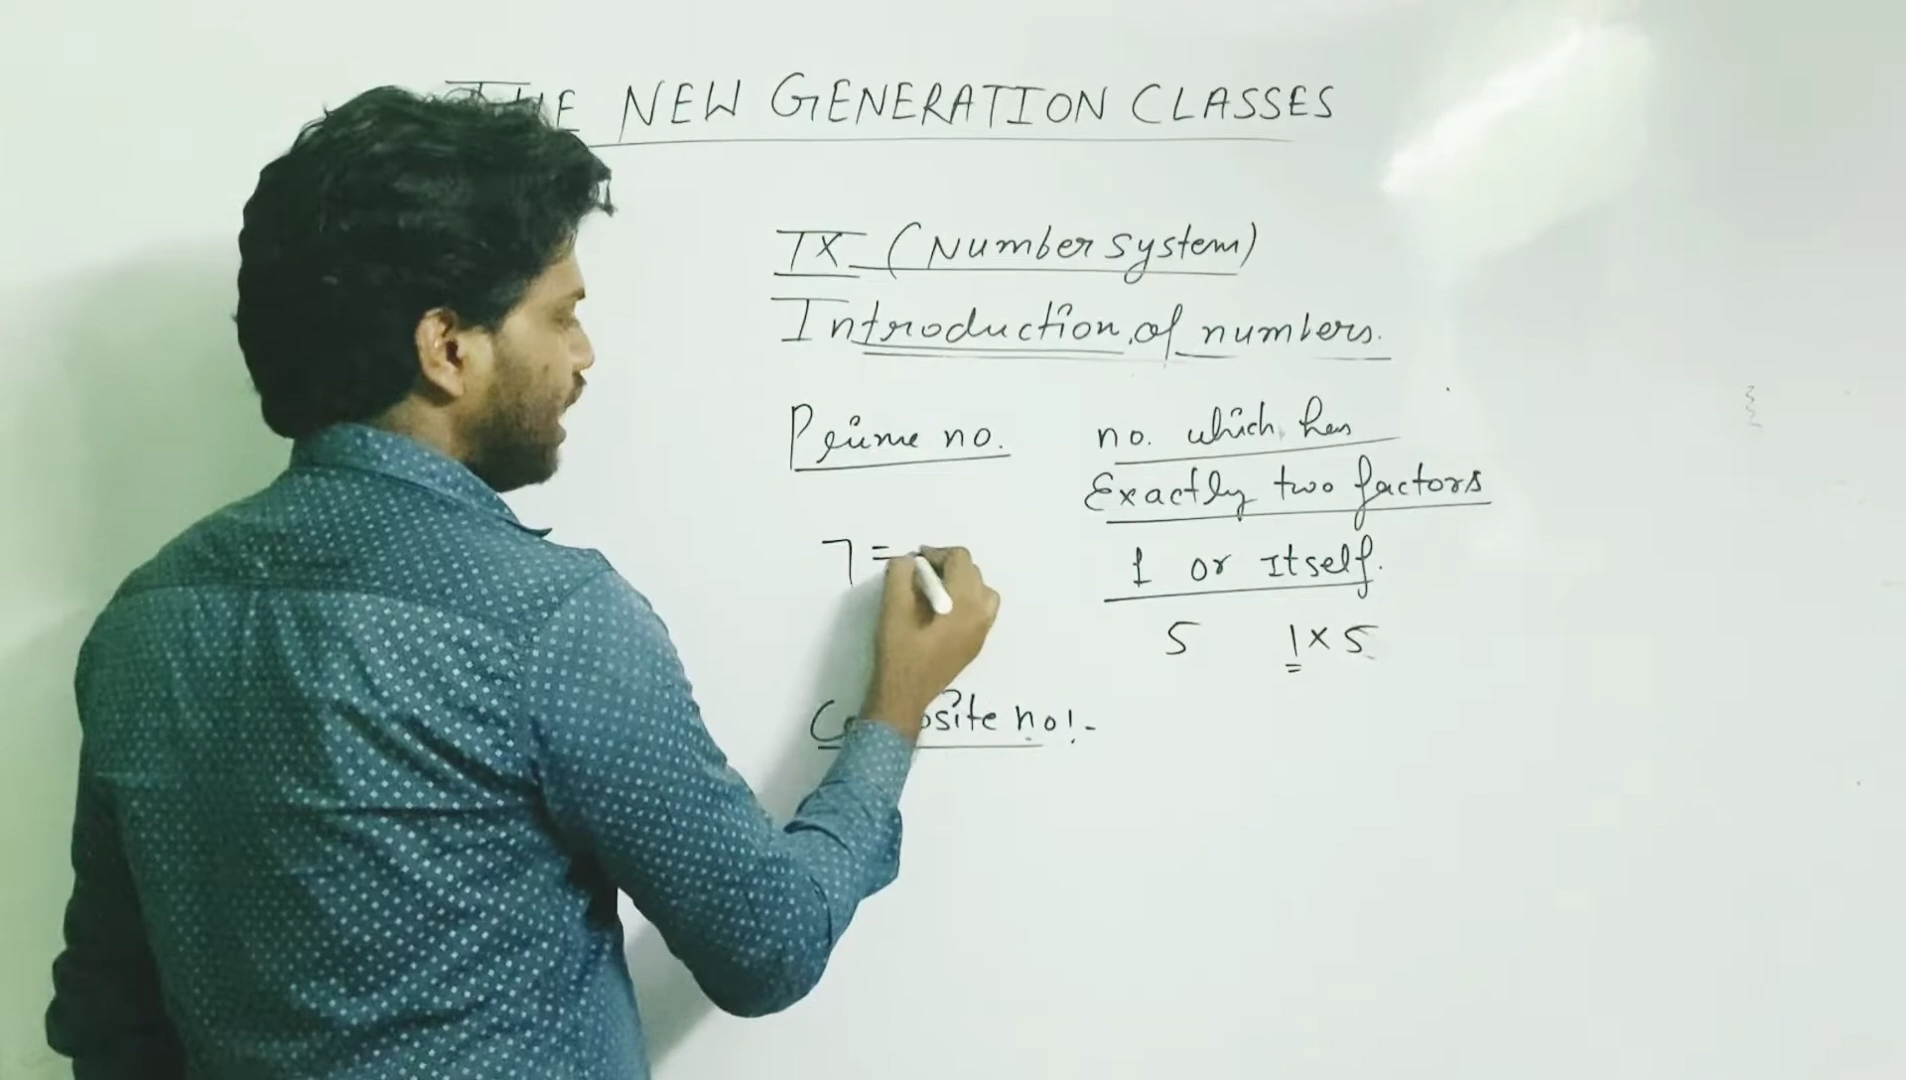 THE NEW GENERATION CLASSES
IX (Number system)
Introduction of numbers.
Prime no. no. which has
Exactly two factors
7 = 1 or Itself.
5 1 × 5
no:-